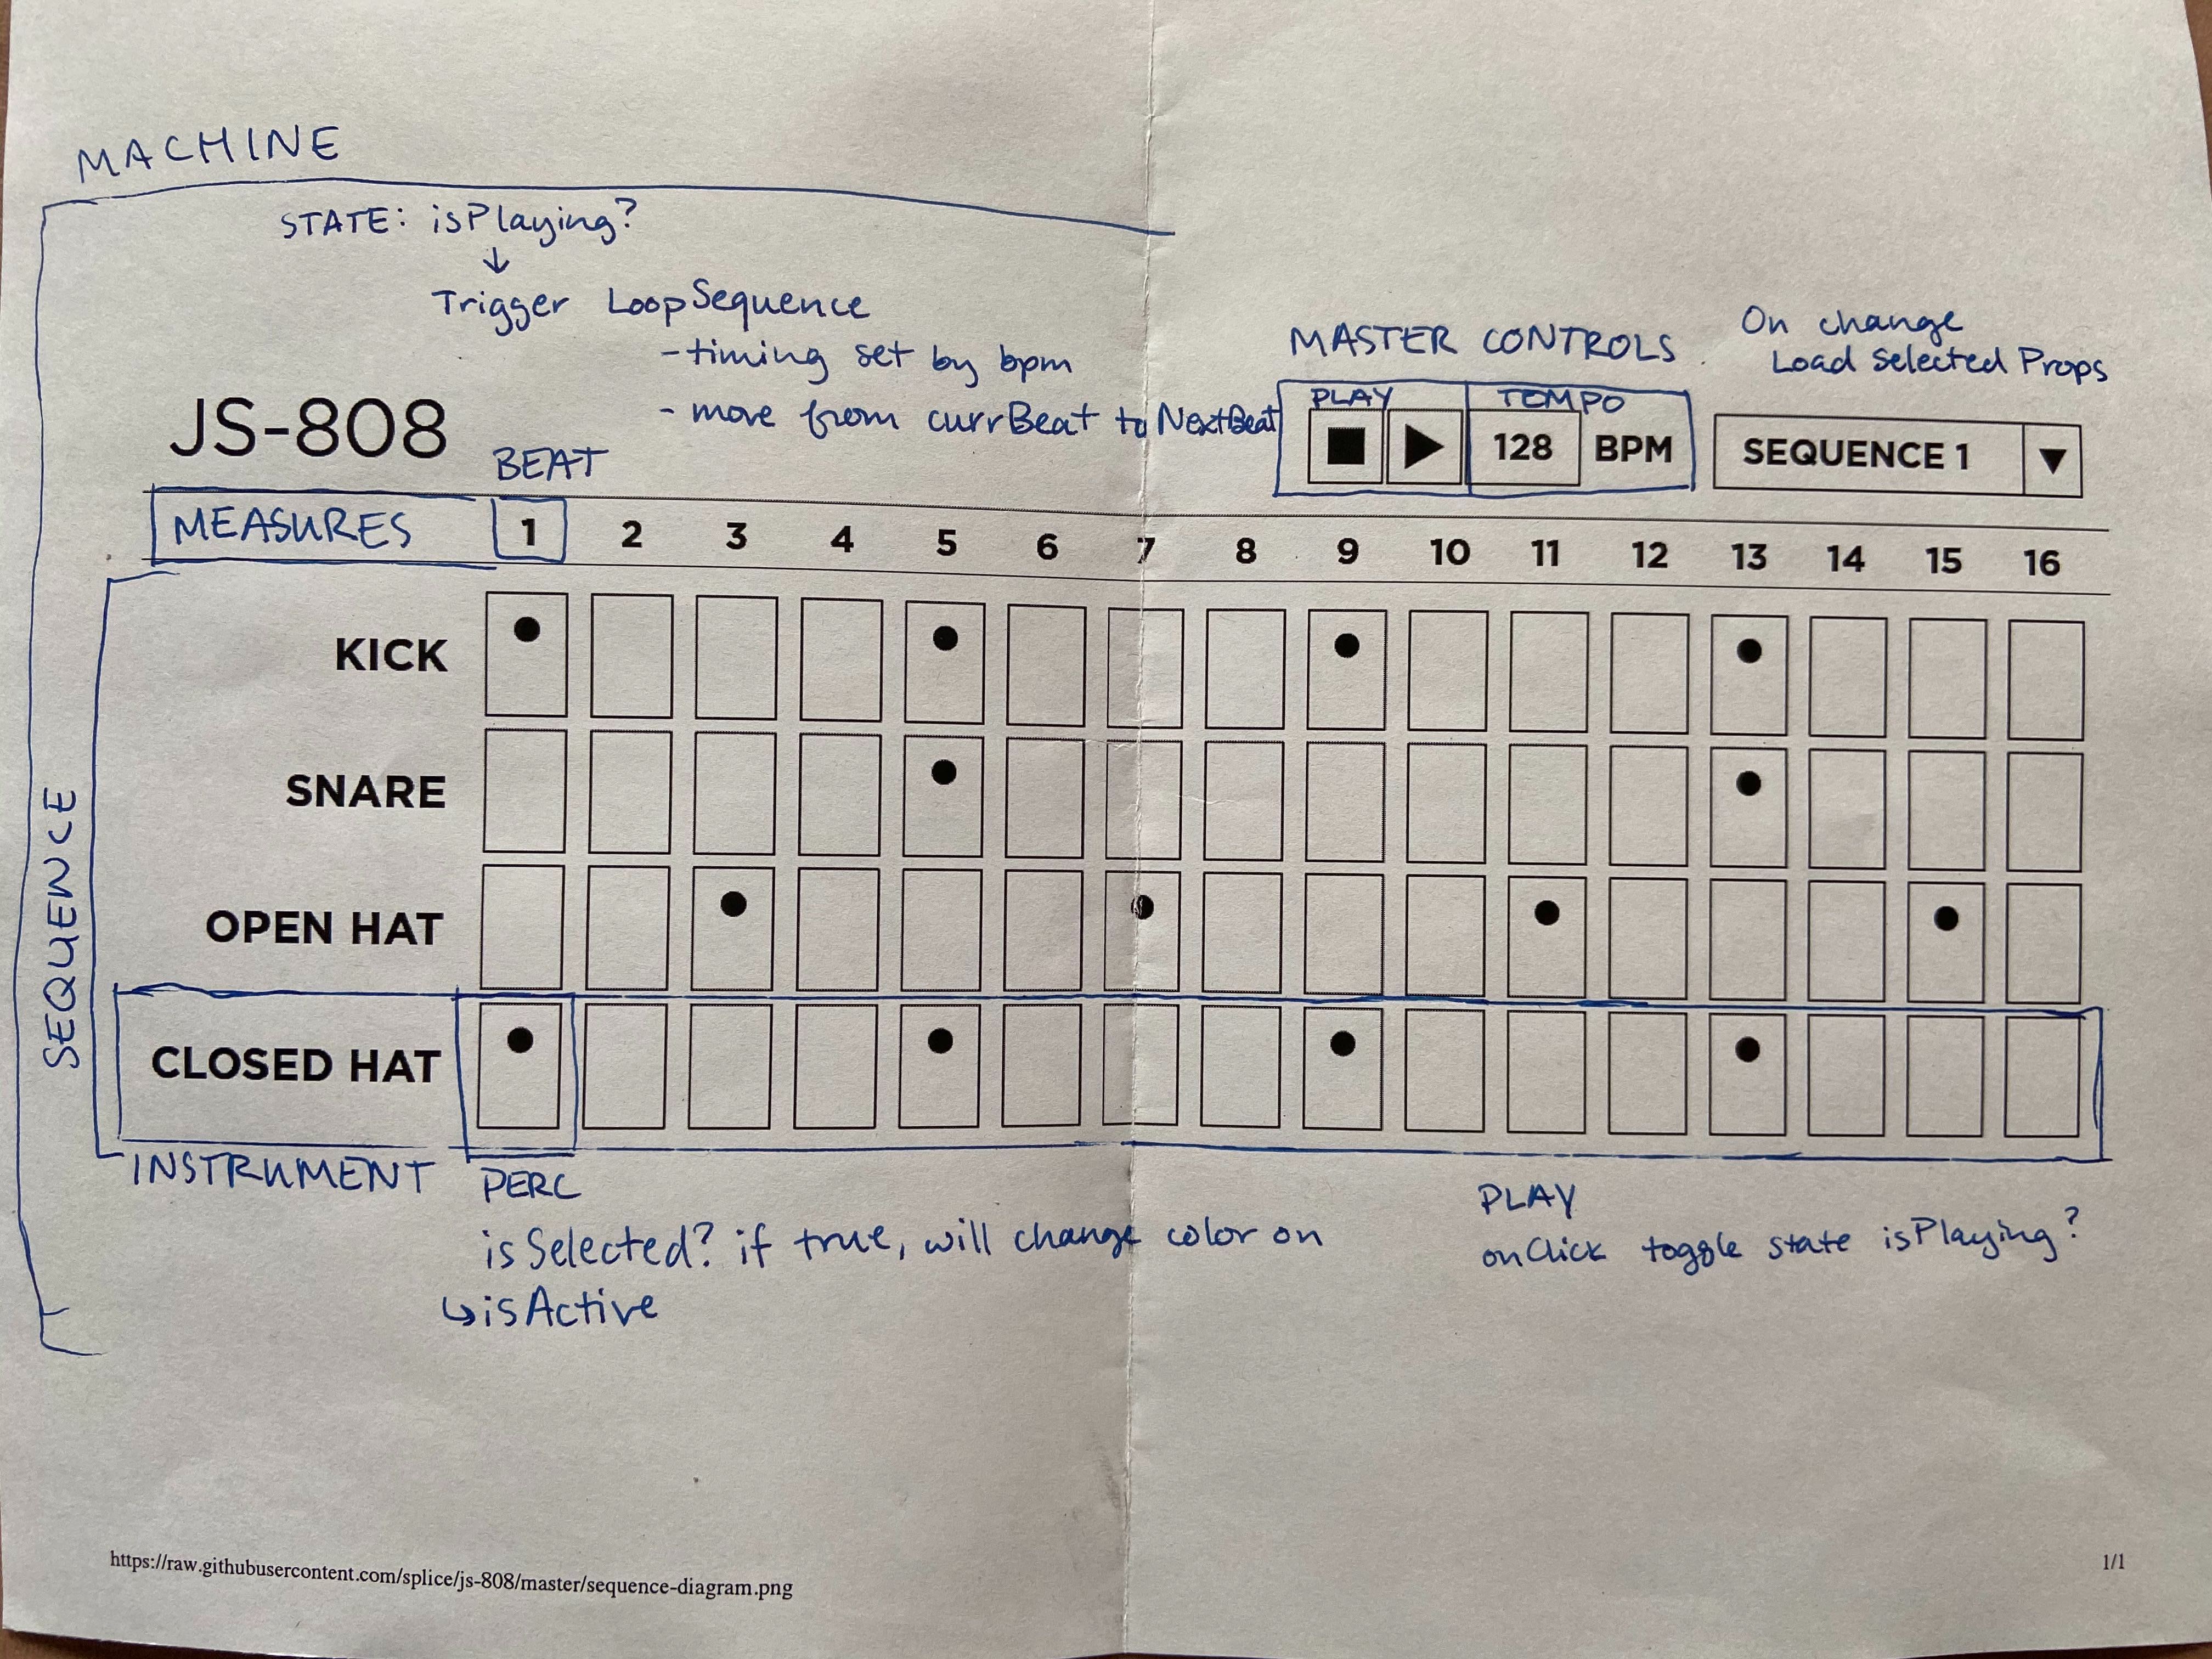 MACHINE
STATE: isPlaying?
↓
Trigger LoopSequence
-timing set by bpm
- move from currBeat to NextBeat
MASTER CONTROLS
On change
Load Selected Props
JS-808
BEAT
PLAY TEMPO
128 BPM
SEQUENCE 1
MEASURES 1 2 3 4 5 6 7 8 9 10 11 12 13 14 15 16
KICK
SNARE
OPEN HAT
CLOSED HAT
SEQUENCE
INSTRUMENT
PERC
isSelected? if true, will change color on
↳isActive
PLAY
onClick toggle state isPlaying?
https://raw.githubusercontent.com/splice/js-808/master/sequence-diagram.png
1/1